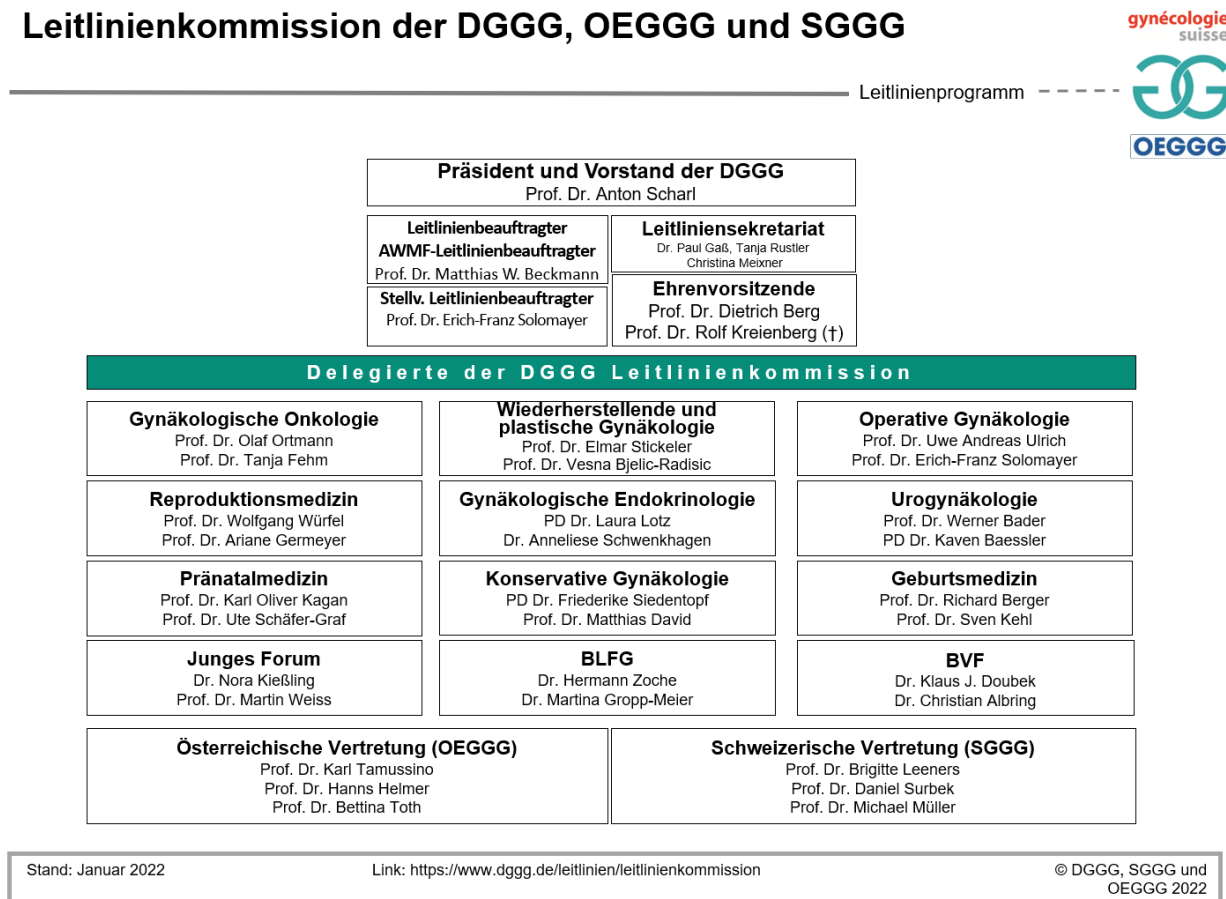 Leitlinienkommission der DGGG, OEGGG und SGGG
gynécologie
suisse
Leitlinienprogramm
OEGGG
Präsident und Vorstand der DGGG
Prof. Dr. Anton Scharl
Leitlinienbeauftragter
AWMF-Leitlinienbeauftragter
Prof. Dr. Matthias W. Beckmann
Stellv. Leitlinienbeauftragter
Prof. Dr. Erich-Franz Solomayer
Leitliniensekretariat
Dr. Paul Gaß, Tanja Rustler
Christina Meixner
Ehrenvorsitzende
Prof. Dr. Dietrich Berg
Prof. Dr. Rolf Kreienberg (†)
Delegierte der DGGG Leitlinienkommission
Gynäkologische Onkologie
Prof. Dr. Olaf Ortmann
Prof. Dr. Tanja Fehm
Wiederherstellende und
plastische Gynäkologie
Prof. Dr. Elmar Stickeler
Prof. Dr. Vesna Bjelic-Radisic
Operative Gynäkologie
Prof. Dr. Uwe Andreas Ulrich
Prof. Dr. Erich-Franz Solomayer
Reproduktionsmedizin
Prof. Dr. Wolfgang Würfel
Prof. Dr. Ariane Germeyer
Gynäkologische Endokrinologie
PD Dr. Laura Lotz
Dr. Anneliese Schwenkhagen
Urogynäkologie
Prof. Dr. Werner Bader
PD Dr. Kaven Baessler
Pränatalmedizin
Prof. Dr. Karl Oliver Kagan
Prof. Dr. Ute Schäfer-Graf
Konservative Gynäkologie
PD Dr. Friederike Siedentopf
Prof. Dr. Matthias David
Geburtsmedizin
Prof. Dr. Richard Berger
Prof. Dr. Sven Kehl
Junges Forum
Dr. Nora Kießling
Prof. Dr. Martin Weiss
BLFG
Dr. Hermann Zoche
Dr. Martina Gropp-Meier
BVF
Dr. Klaus J. Doubek
Dr. Christian Albring
Österreichische Vertretung (OEGGG)
Prof. Dr. Karl Tamussino
Prof. Dr. Hanns Helmer
Prof. Dr. Bettina Toth
Schweizerische Vertretung (SGGG)
Prof. Dr. Brigitte Leeners
Prof. Dr. Daniel Surbek
Prof. Dr. Michael Müller
Stand: Januar 2022
Link: https://www.dggg.de/leitlinien/leitlinienkommission
© DGGG, SGGG und
OEGGG 2022